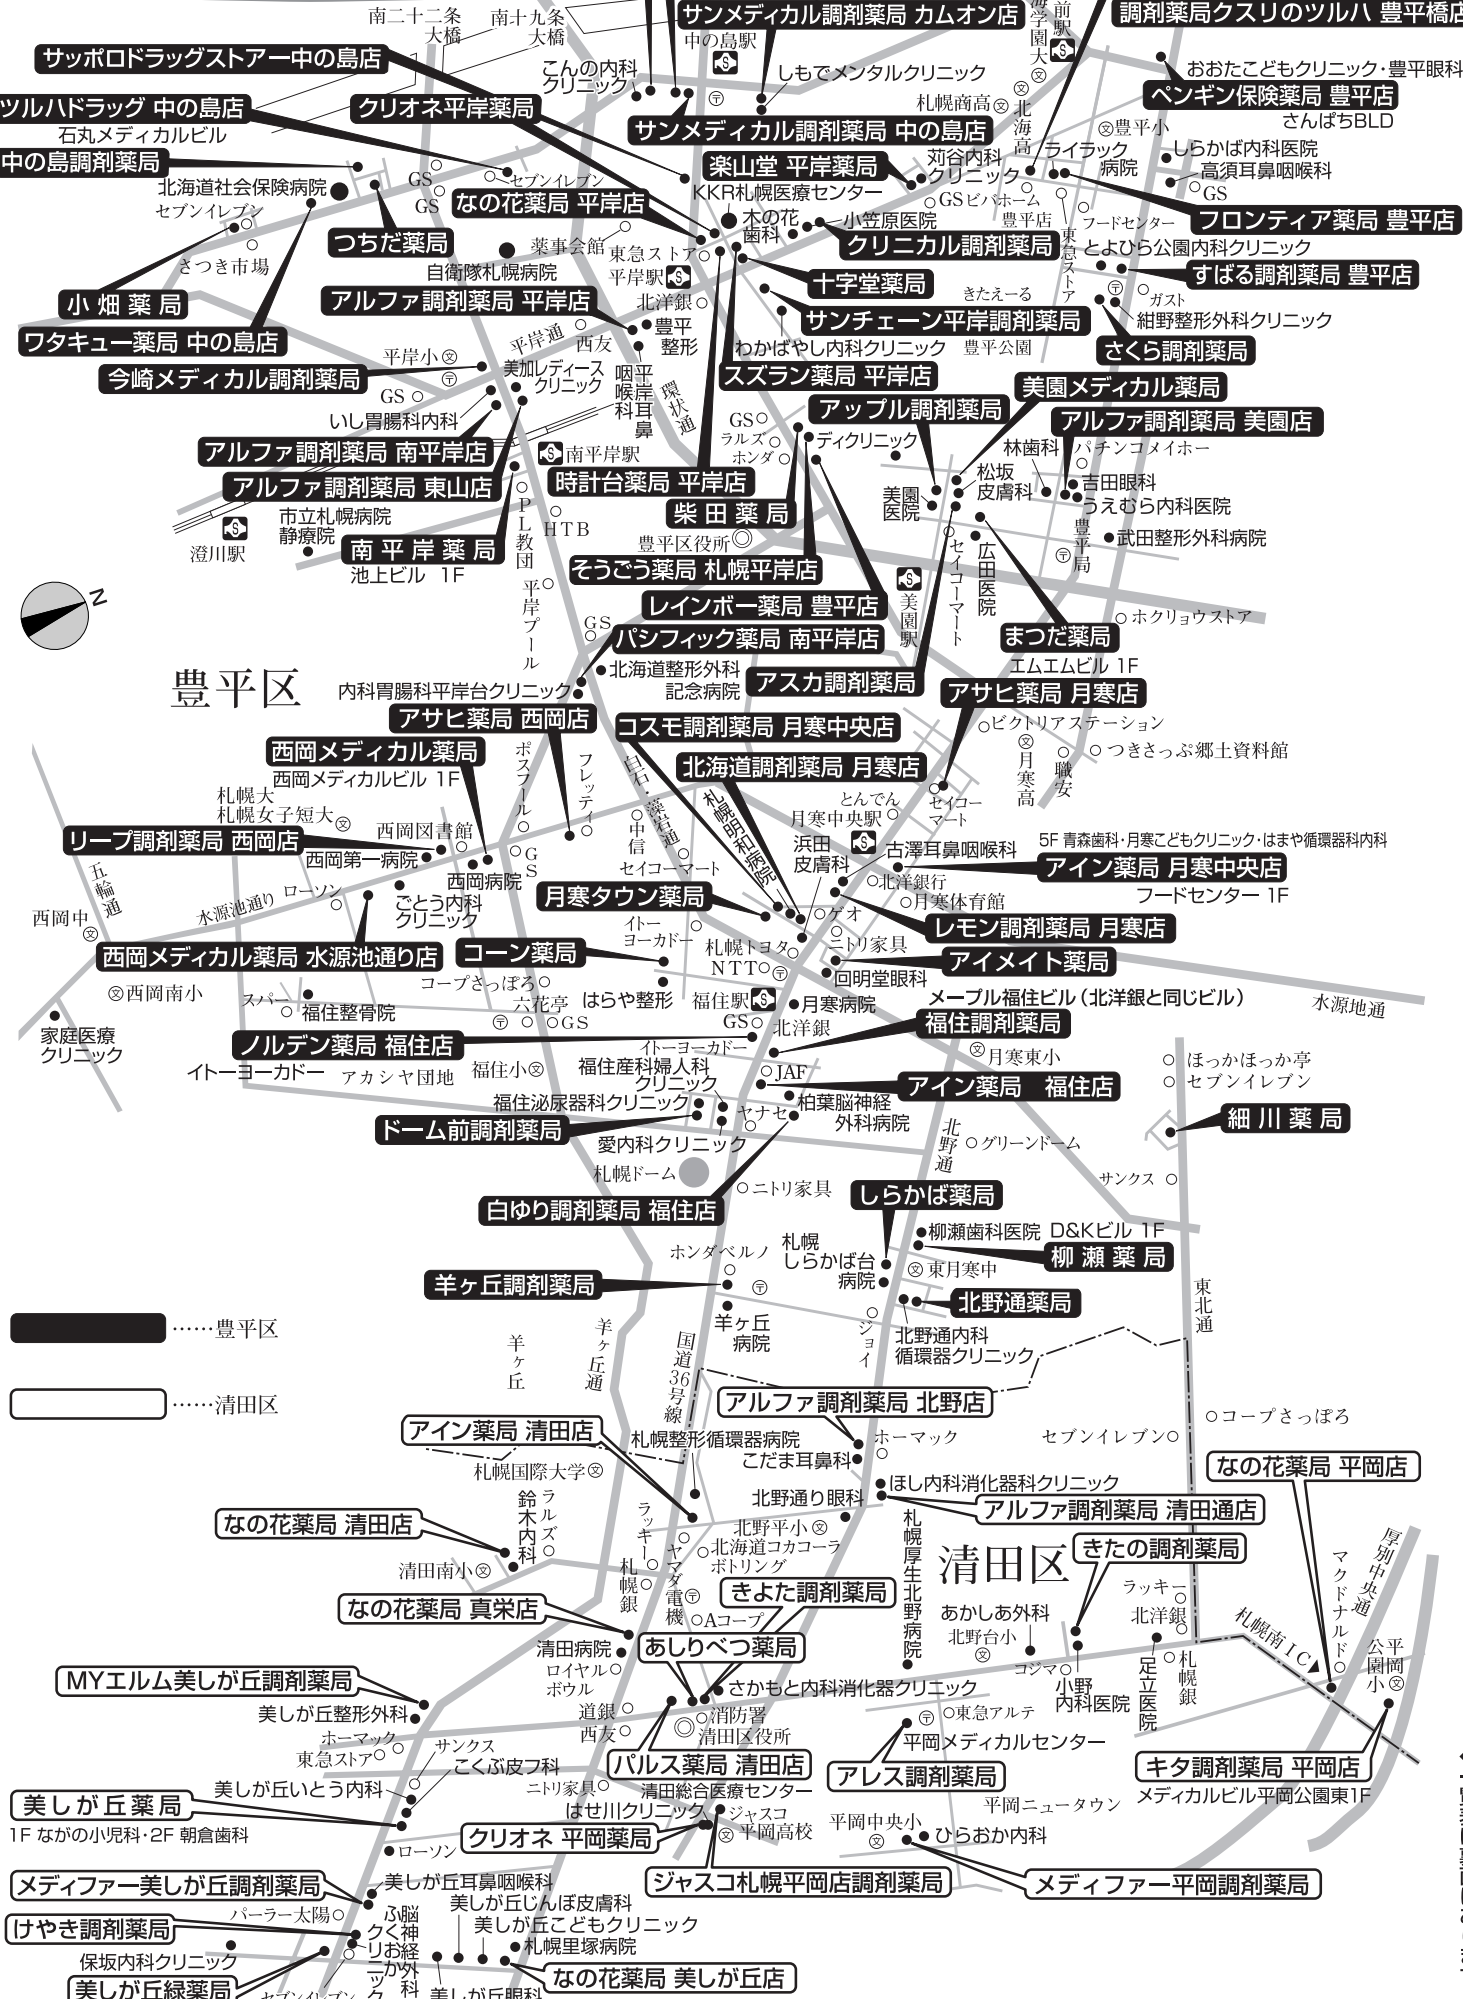 南二十二条
大橋
南十九条
大橋
サンメディカル調剤薬局 カムオン店
中の島駅
学園大
前駅
調剤薬局クスリのツルハ 豊平橋店
サッポロドラッグストアー中の島店
こんの内科
クリニック
しもでメンタルクリニック
おおたこどもクリニック・豊平眼科
ツルハドラッグ 中の島店
クリオネ平岸薬局
札幌商高
北海高
ペンギン保険薬局 豊平店
さんぱちBLD
石丸メディカルビル
サンメディカル調剤薬局 中の島店
豊平小
中の島調剤薬局
楽山堂 平岸薬局
苅谷内科
クリニック
ライラック
病院
しらかば内科医院
高須耳鼻咽喉科
GS
北海道社会保険病院
GS
GS
セブンイレブン
KKR札幌医療センター
GS
ビバホーム
豊平店
セブンイレブン
なの花薬局 平岸店
木の花
歯科
小笠原医院
フードセンター
フロンティア薬局 豊平店
つちだ薬局
薬事会館
東急ストア
クリニカル調剤薬局
東急ストア
とよひら公園内科クリニック
さつき市場
自衛隊札幌病院
平岸駅
十字堂薬局
すばる調剤薬局 豊平店
小畑薬局
アルファ調剤薬局 平岸店
北洋銀
きたえーる
ガスト
紺野整形外科クリニック
ワタキュー薬局 中の島店
平岸通
西友
豊平
整形
サンチェーン平岸調剤薬局
豊平公園
さくら調剤薬局
平岸小
美加レディース
クリニック
わかばやし内科クリニック
今崎メディカル調剤薬局
GS
平岸耳鼻
咽喉科
環状通
スズラン薬局 平岸店
美園メディカル薬局
いし胃腸科内科
アップル調剤薬局
アルファ調剤薬局 美園店
アルファ調剤薬局 南平岸店
南平岸駅
GS
ラルズ
ホンダ
ディクリニック
林歯科
パチンコメイホー
アルファ調剤薬局 東山店
時計台薬局 平岸店
松坂
皮膚科
吉田眼科
うえむら内科医院
市立札幌病院
静療院
PL教団
HTB
柴田薬局
美園
医院
澄川駅
南平岸薬局
豊平区役所
セイコーマート
広田医院
豊平局
武田整形外科病院
池上ビル 1F
そうごう薬局 札幌平岸店
N
平岸プール
レインボー薬局 豊平店
美園駅
ホクリョウストア
GS
パシフィック薬局 南平岸店
まつだ薬局
豊平区
北海道整形外科
記念病院
エムエムビル 1F
内科胃腸科平岸台クリニック
アスカ調剤薬局
アサヒ薬局 月寒店
アサヒ薬局 西岡店
コスモ調剤薬局 月寒中央店
ビクトリアステーション
西岡メディカル薬局
西岡メディカルビル 1F
ボスフール
フレッティ
白石・藻岩通
北海道調剤薬局 月寒店
月寒高
職安
つきさっぷ郷土資料館
札幌大
札幌女子短大
札幌明和病院
とんでん
月寒中央駅
セイコー
マート
リープ調剤薬局 西岡店
西岡図書館
中信
セイコーマート
浜田
皮膚科
古澤耳鼻咽喉科
5F 青森歯科・月寒こどもクリニック・はまや循環器科内科
西岡第一病院
GS
アイン薬局 月寒中央店
フードセンター 1F
五輪通
西岡病院
北洋銀行
月寒体育館
水源池通り
ローソン
ごとう内科
クリニック
月寒タウン薬局
ゲオ
レモン調剤薬局 月寒店
西岡中
イトー
ヨーカドー
ニトリ家具
西岡メディカル薬局 水源池通り店
コーン薬局
札幌トヨタ
NTT
アイメイト薬局
西岡南小
スパー
コープさっぽろ
はらや整形
回明堂眼科
家庭医療
クリニック
福住整骨院
六花亭
GS
福住駅
月寒病院
メープル福住ビル(北洋銀と同じビル)
水源地通
ノルデン薬局 福住店
GS
北洋銀
福住調剤薬局
イトーヨーカドー
イトーヨーカドー
月寒東小
ほっかほっか亭
セブンイレブン
アカシヤ団地
福住小
福住産科婦人科
クリニック
JAF
アイン薬局 福住店
福住泌尿器科クリニック
ヤナセ
柏葉脳神経
外科病院
細川薬局
ドーム前調剤薬局
愛内科クリニック
北野通
グリーンドーム
札幌ドーム
ニトリ家具
サンクス
白ゆり調剤薬局 福住店
しらかば薬局
ホンダベルノ
札幌
しらかば台
病院
柳瀬歯科医院 D&Kビル 1F
柳瀬薬局
羊ヶ丘調剤薬局
東月寒中
東北通
羊ヶ丘
病院
ジョイ
北野通薬局
北野通内科
循環器クリニック
……豊平区
羊ヶ丘
羊ヶ丘通
国道36号線
……清田区
アルファ調剤薬局 北野店
コープさっぽろ
アイン薬局 清田店
札幌整形循環器病院
こだま耳鼻科
ホーマック
セブンイレブン
なの花薬局 平岡店
札幌国際大学
北野通り眼科
ほし内科消化器科クリニック
アルファ調剤薬局 清田通店
なの花薬局 清田店
鈴木内科
ラルズ
ラッキー
札幌銀
ヤマダ電機
北野平小
北海道コカコーラ
ボトリング
札幌厚生北野病院
清田区
きたの調剤薬局
マクドナルド
厚別中央通
清田南小
Aコープ
きよた調剤薬局
ラッキー
北洋銀
なの花薬局 真栄店
あかしあ外科
北野台小
札幌南IC
平岡
公園小
清田病院
あしりべつ薬局
ロイヤル
ボウル
コジマ
小野
内科医院
足立医院
札幌銀
MYエルム美しが丘調剤薬局
さかもと内科消化器クリニック
美しが丘整形外科
道銀
西友
消防署
清田区役所
東急アルテ
平岡メディカルセンター
ホーマック
東急ストア
サンクス
こくぶ皮フ科
パルス薬局 清田店
清田総合医療センター
アレス調剤薬局
キタ調剤薬局 平岡店
メディカルビル平岡公園東1F
美しが丘いとう内科
ニトリ家具
美しが丘薬局
1F ながの小児科・2F 朝倉歯科
はせ川クリニック
ジャスコ
平岡ニュータウン
平岡高校
平岡中央小
ひらおか内科
ローソン
クリオネ 平岡薬局
メディファー美しが丘調剤薬局
美しが丘耳鼻咽喉科
ジャスコ札幌平岡店調剤薬局
メディファー平岡調剤薬局
パーラー太陽
美しが丘じんぼ皮膚科
けやき調剤薬局
美しが丘こどもクリニック
脳神経外科
ふくおか
クリニック
札幌里塚病院
保坂内科クリニック
なの花薬局 美しが丘店
美しが丘緑薬局
セブンイレブン
美しが丘眼科